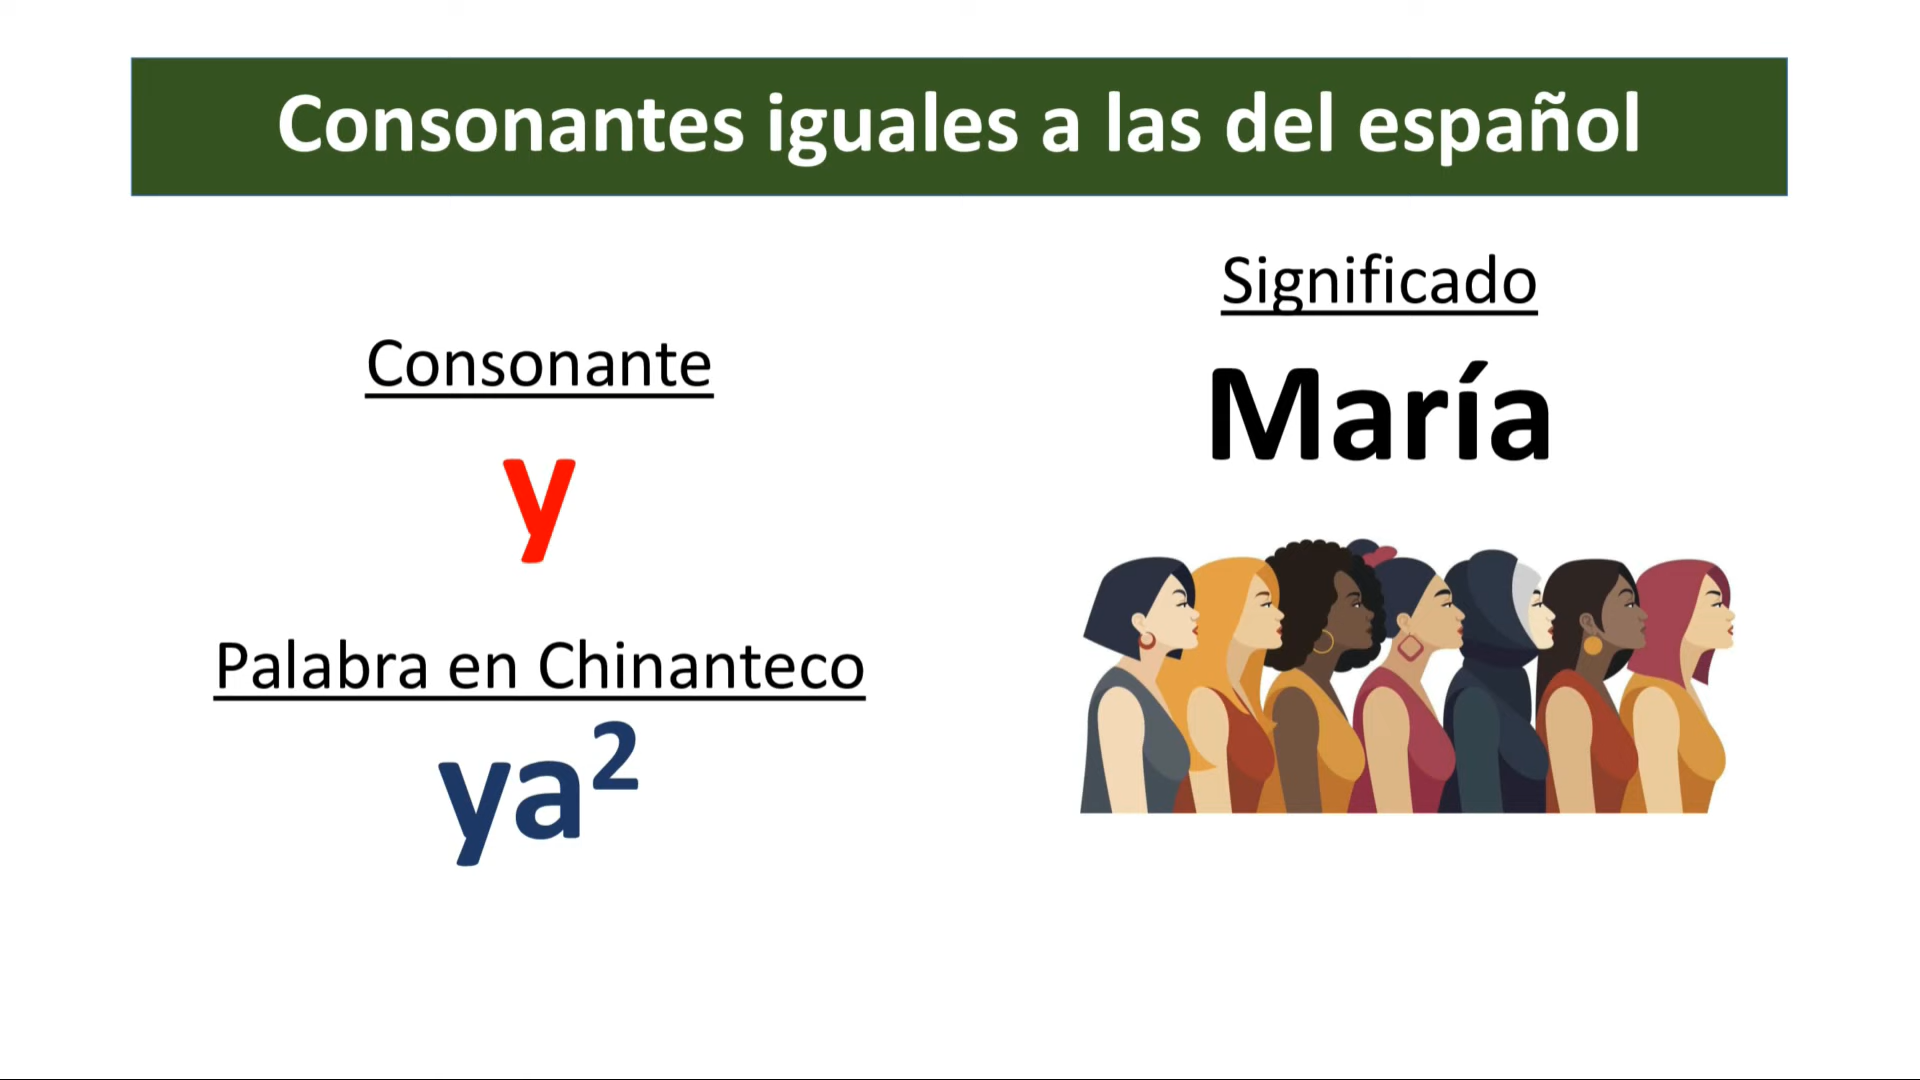 Consonantes iguales a las del español
Consonante
y
Palabra en Chinanteco
ya²
Significado
María